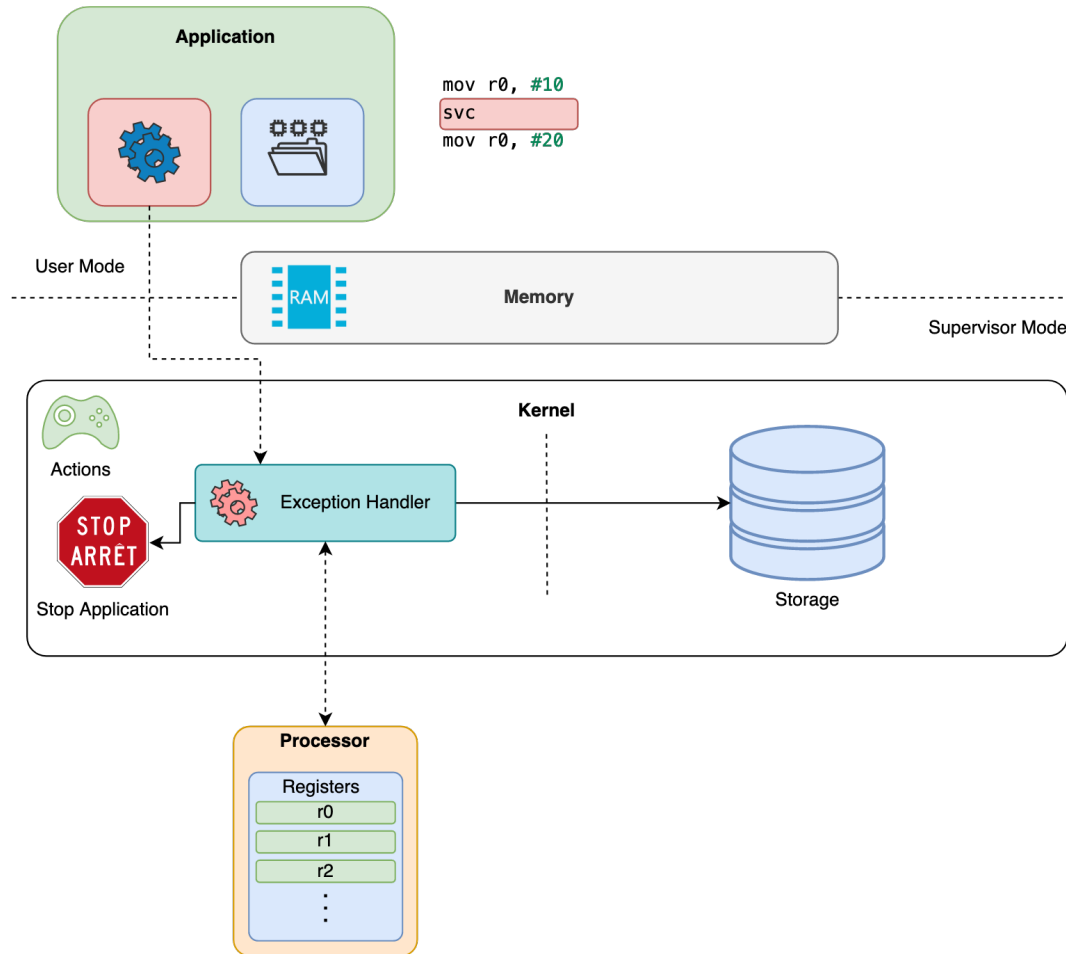 Application
mov r0, #10
svc
mov r0, #20
User Mode
RAM
Memory
Supervisor Mode
Kernel
Actions
Exception Handler
STOP
ARRÊT
Stop Application
Storage
Processor
Registers
r0
r1
r2